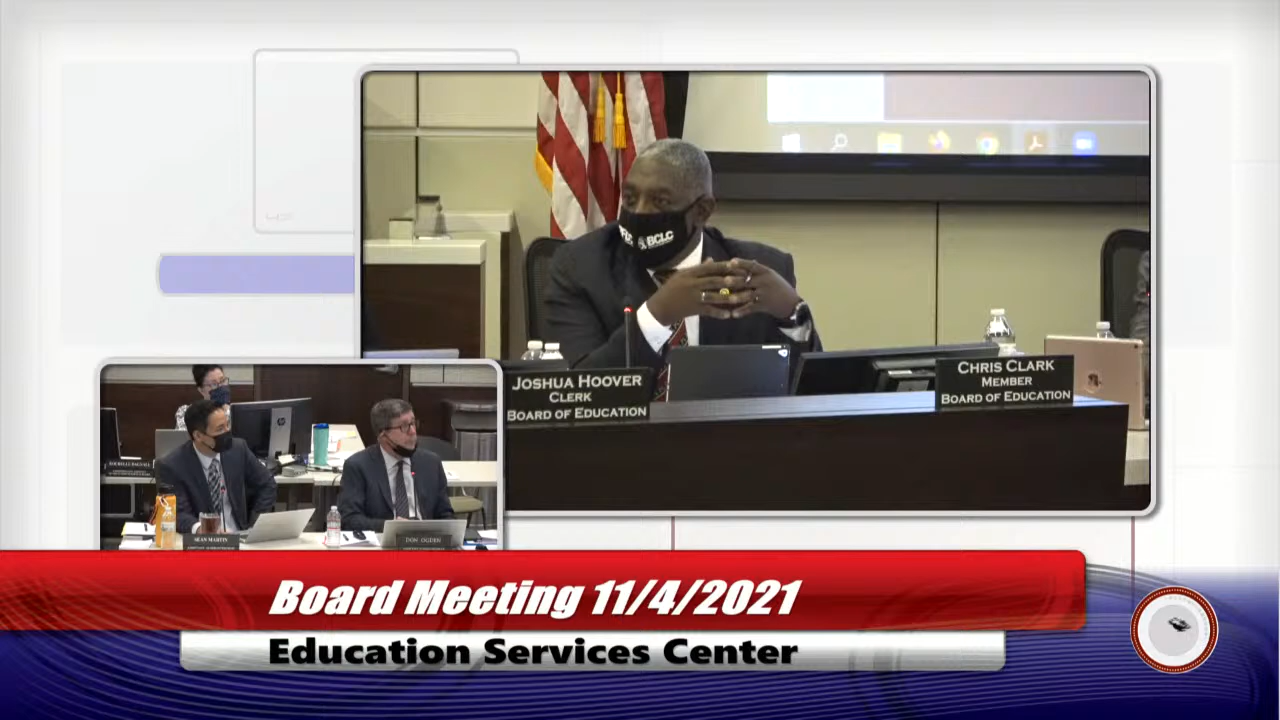 BCLC
JOSHUA HOOVER
CLERK
BOARD OF EDUCATION
CHRIS CLARK
MEMBER
BOARD OF EDUCATION
SEAN MARTIN
DON OGDEN
Board Meeting 11/4/2021
Education Services Center